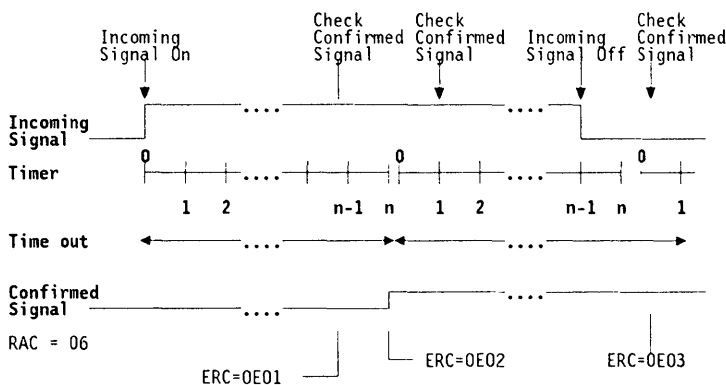 Incoming
Signal On
Check
Confirmed
Signal
Check
Confirmed
Signal
Incoming
Signal Off
Check
Confirmed
Signal
....
....
Incoming
Signal
0
0
0
Timer
....
....
1 2 n-1 n 1 2 n-1 n 1
Time out
....
....
Confirmed
Signal
....
....
RAC = 06
ERC=0E01
ERC=0E02
ERC=0E03